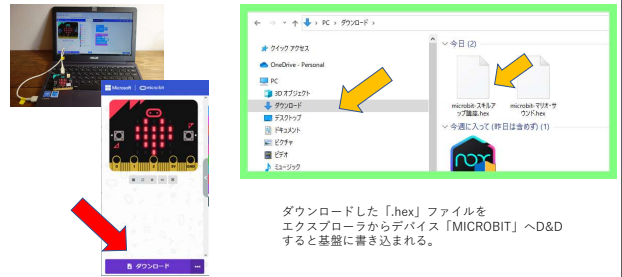 Microsoft | micro:bit
ダウンロード
PC › ダウンロード ›
クイック アクセス
OneDrive - Personal
PC
3D オブジェクト
ダウンロード
デスクトップ
ドキュメント
ピクチャ
ビデオ
ミュージック
今日 (2)
microbit-スキルアップ講座.hex
microbit-マリオ-サウンド.hex
今週に入って (昨日は含めず) (1)
nox
ダウンロードした「.hex」ファイルを
エクスプローラからデバイス「MICROBIT」へD&D
すると基盤に書き込まれる。